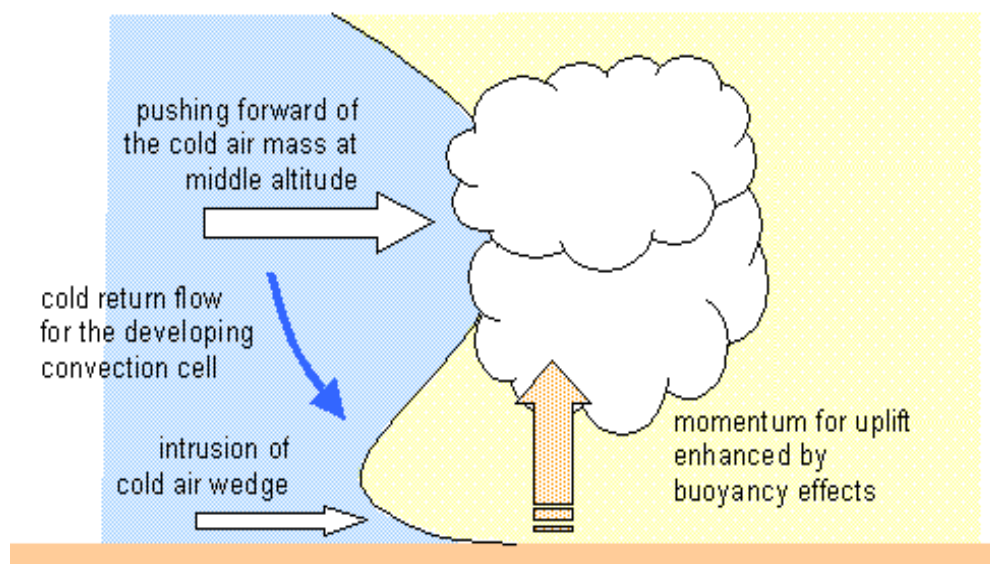 pushing forward of
the cold air mass at
middle altitude
cold return flow
for the developing
convection cell
intrusion of
cold air wedge
momentum for uplift
enhanced by
buoyancy effects